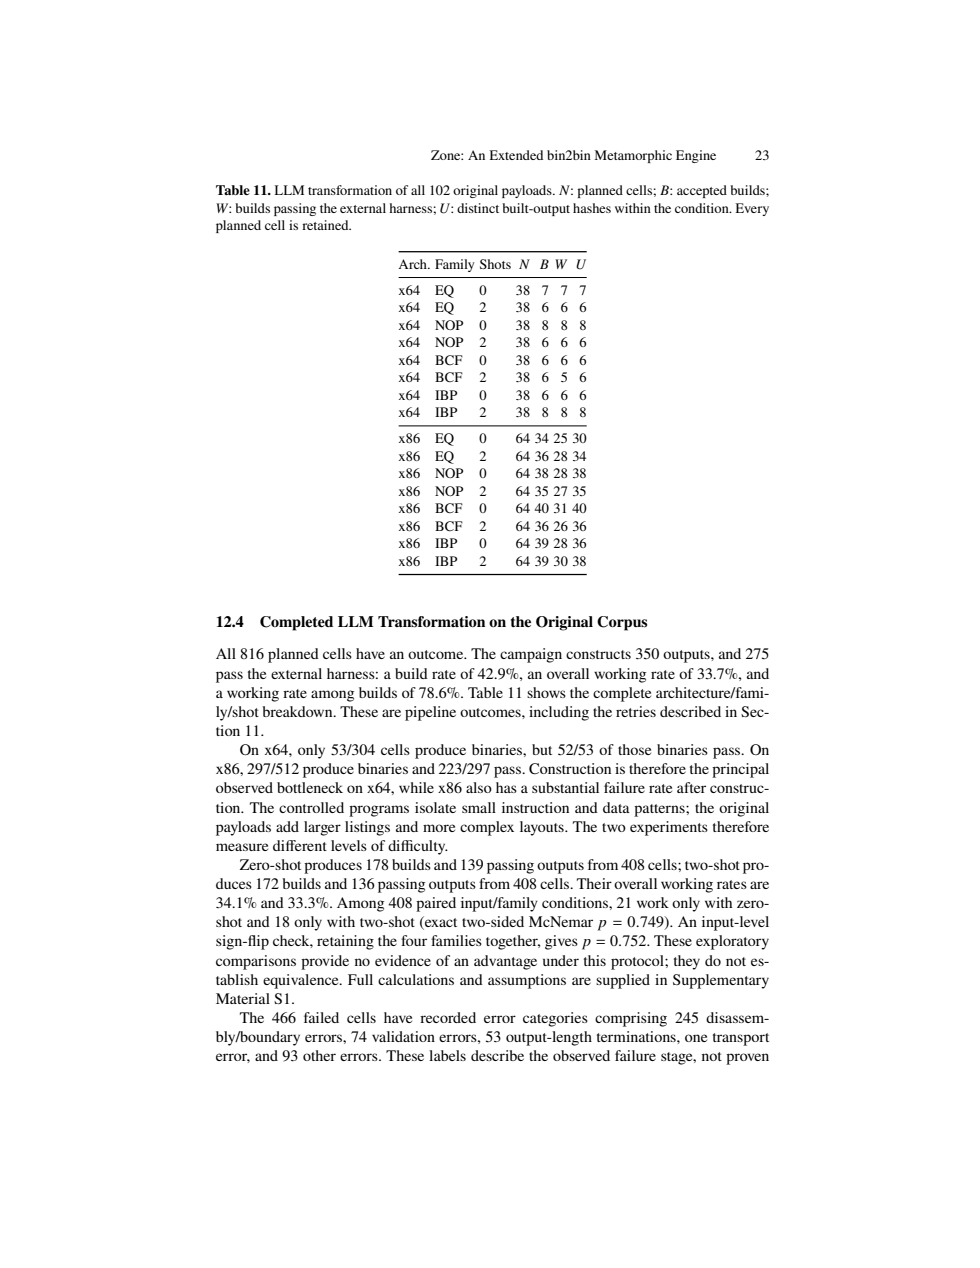 Zone: An Extended bin2bin Metamorphic Engine 23
Table 11. LLM transformation of all 102 original payloads. N: planned cells; B: accepted builds;
W: builds passing the external harness; U: distinct built-output hashes within the condition. Every
planned cell is retained.
Arch. Family Shots N B W U
x64 EQ 0 38 7 7 7
x64 EQ 2 38 6 6 6
x64 NOP 0 38 8 8 8
x64 NOP 2 38 6 6 6
x64 BCF 0 38 6 6 6
x64 BCF 2 38 6 5 6
x64 IBP 0 38 6 6 6
x64 IBP 2 38 8 8 8
x86 EQ 0 64 34 25 30
x86 EQ 2 64 36 28 34
x86 NOP 0 64 38 28 38
x86 NOP 2 64 35 27 35
x86 BCF 0 64 40 31 40
x86 BCF 2 64 36 26 36
x86 IBP 0 64 39 28 36
x86 IBP 2 64 39 30 38
12.4 Completed LLM Transformation on the Original Corpus
All 816 planned cells have an outcome. The campaign constructs 350 outputs, and 275
pass the external harness: a build rate of 42.9%, an overall working rate of 33.7%, and
a working rate among builds of 78.6%. Table 11 shows the complete architecture/fami-
ly/shot breakdown. These are pipeline outcomes, including the retries described in Sec-
tion 11.
On x64, only 53/304 cells produce binaries, but 52/53 of those binaries pass. On
x86, 297/512 produce binaries and 223/297 pass. Construction is therefore the principal
observed bottleneck on x64, while x86 also has a substantial failure rate after construc-
tion. The controlled programs isolate small instruction and data patterns; the original
payloads add larger listings and more complex layouts. The two experiments therefore
measure different levels of difficulty.
Zero-shot produces 178 builds and 139 passing outputs from 408 cells; two-shot pro-
duces 172 builds and 136 passing outputs from 408 cells. Their overall working rates are
34.1% and 33.3%. Among 408 paired input/family conditions, 21 work only with zero-
shot and 18 only with two-shot (exact two-sided McNemar p = 0.749). An input-level
sign-flip check, retaining the four families together, gives p = 0.752. These exploratory
comparisons provide no evidence of an advantage under this protocol; they do not es-
tablish equivalence. Full calculations and assumptions are supplied in Supplementary
Material S1.
The 466 failed cells have recorded error categories comprising 245 disassem-
bly/boundary errors, 74 validation errors, 53 output-length terminations, one transport
error, and 93 other errors. These labels describe the observed failure stage, not proven